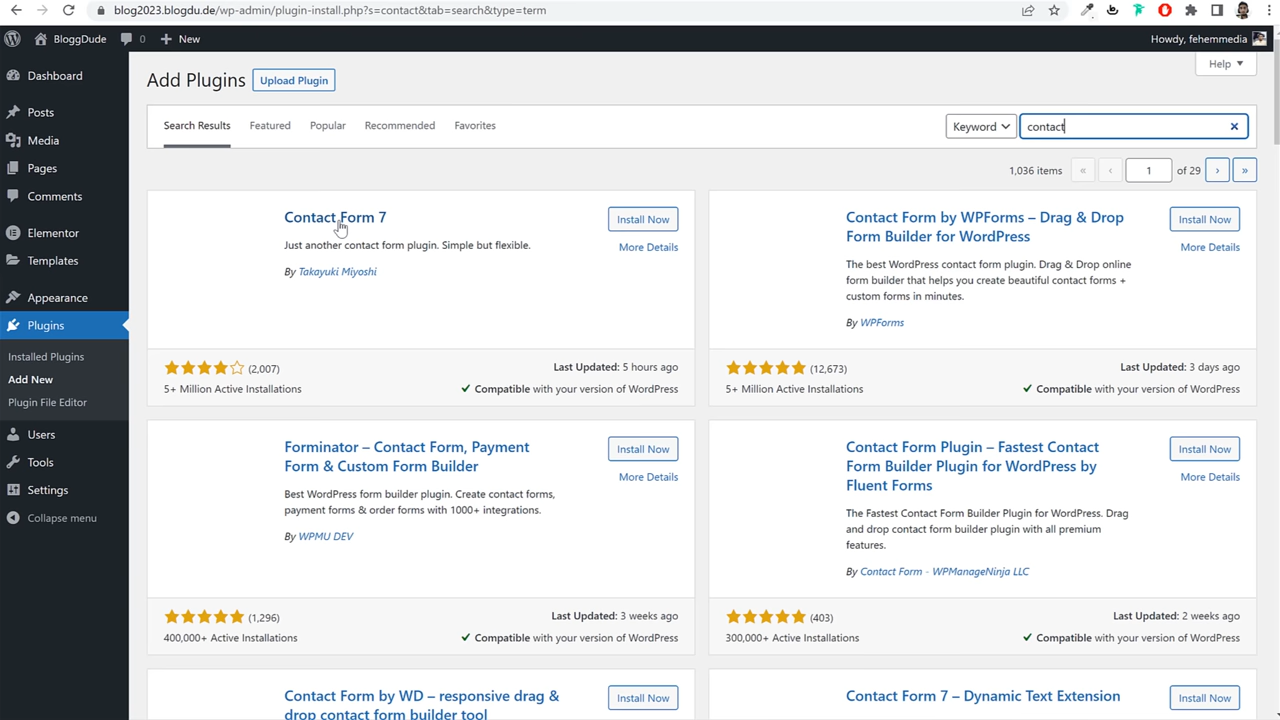 blog2023.blogdu.de/wp-admin/plugin-install.php?s=contact&tab=search&type=term
BloggDude 0 New Howdy, fehemmedia
Dashboard
Posts
Media
Pages
Comments
Elementor
Templates
Appearance
Plugins
Installed Plugins
Add New
Plugin File Editor
Users
Tools
Settings
Collapse menu
Help
Add Plugins Upload Plugin
Search Results Featured Popular Recommended Favorites Keyword contact
1,036 items « ‹ 1 of 29 › »
Contact Form 7
Install Now
More Details
Just another contact form plugin. Simple but flexible.
By Takayuki Miyoshi
(2,007)
Last Updated: 5 hours ago
5+ Million Active Installations
Compatible with your version of WordPress
Contact Form by WPForms – Drag & Drop
Form Builder for WordPress
Install Now
More Details
The best WordPress contact form plugin. Drag & Drop online
form builder that helps you create beautiful contact forms +
custom forms in minutes.
By WPForms
(12,673)
Last Updated: 3 days ago
5+ Million Active Installations
Compatible with your version of WordPress
Forminator – Contact Form, Payment
Form & Custom Form Builder
Install Now
More Details
Best WordPress form builder plugin. Create contact forms,
payment forms & order forms with 1000+ integrations.
By WPMU DEV
(1,296)
Last Updated: 3 weeks ago
400,000+ Active Installations
Compatible with your version of WordPress
Contact Form Plugin – Fastest Contact
Form Builder Plugin for WordPress by
Fluent Forms
Install Now
More Details
The Fastest Contact Form Builder Plugin for WordPress. Drag
and drop contact form builder plugin with all premium
features.
By Contact Form - WPManageNinja LLC
(403)
Last Updated: 2 weeks ago
300,000+ Active Installations
Compatible with your version of WordPress
Contact Form by WD – responsive drag &
drop contact form builder tool
Install Now
Contact Form 7 – Dynamic Text Extension
Install Now